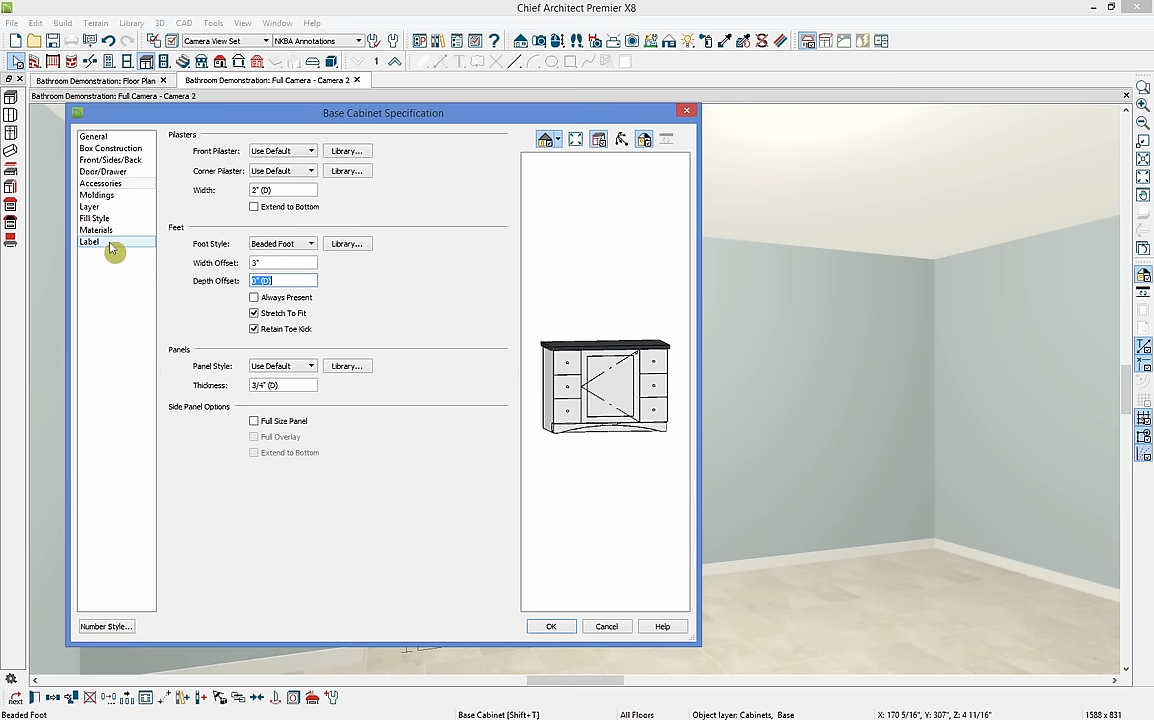 Chief Architect Premier X8
File Edit Build Terrain Library 3D CAD Tools View Window Help
Camera View Set NKBA Annotations
1
Bathroom Demonstration: Floor Plan Bathroom Demonstration: Full Camera - Camera 2
Bathroom Demonstration: Full Camera - Camera 2
Base Cabinet Specification
General
Box Construction
Front/Sides/Back
Door/Drawer
Accessories
Moldings
Layer
Fill Style
Materials
Label
Pilasters
Front Pilaster: Use Default Library...
Corner Pilaster: Use Default Library...
Width: 2" (D)
Extend to Bottom
Feet
Foot Style: Beaded Foot Library...
Width Offset: 3"
Depth Offset: 0" (D)
Always Present
Stretch To Fit
Retain Toe Kick
Panels
Panel Style: Use Default Library...
Thickness: 3/4" (D)
Side Panel Options
Full Size Panel
Full Overlay
Extend to Bottom
Number Style... OK Cancel Help
next
Beaded Foot Base Cabinet [Shift+T] All Floors Object layer: Cabinets, Base X: 170 5/16", Y: 307", Z: 4 11/16" 1588 x 831